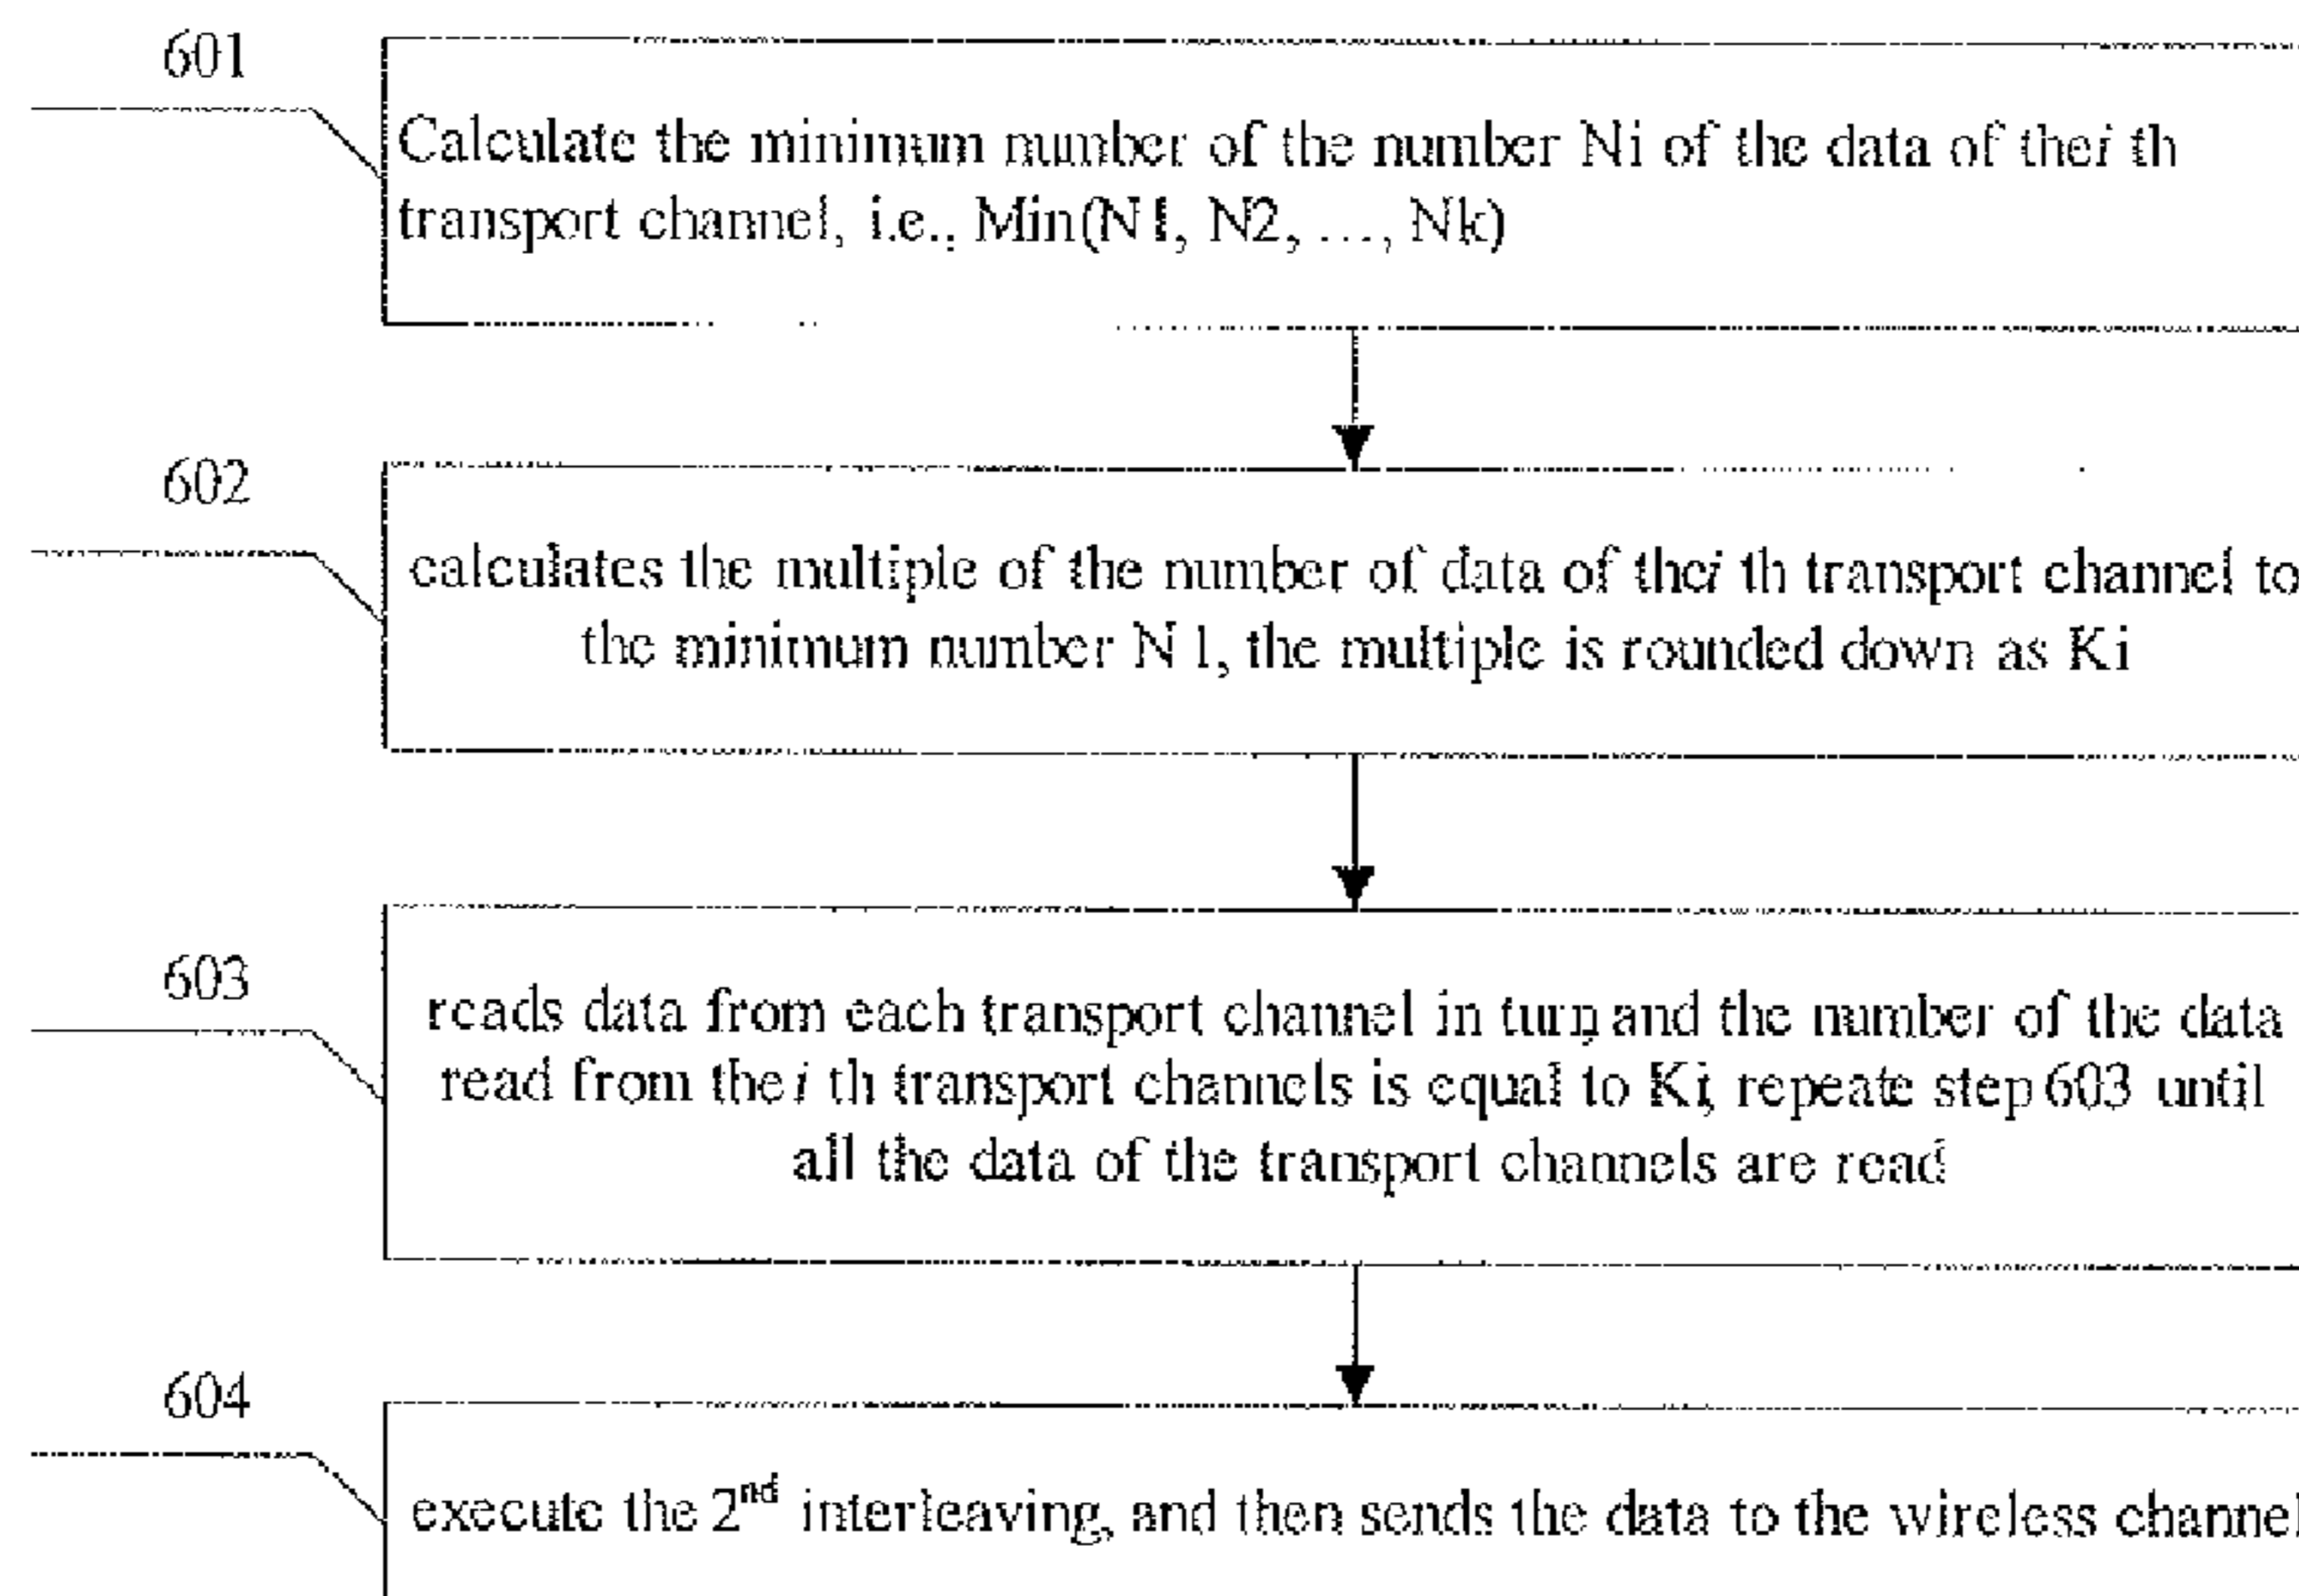 601
Calculate the minimum number of the number Ni of the data of the i th
transport channel, i.e., Min(N1, N2, ..., Nk)
602
calculates the multiple of the number of data of the i th transport channel to
the minimum number N1, the multiple is rounded down as Ki
603
reads data from each transport channel in turn, and the number of the data
read from the i th transport channels is equal to Ki, repeate step 603 until
all the data of the transport channels are read
604
execute the 2nd interleaving, and then sends the data to the wireless channel